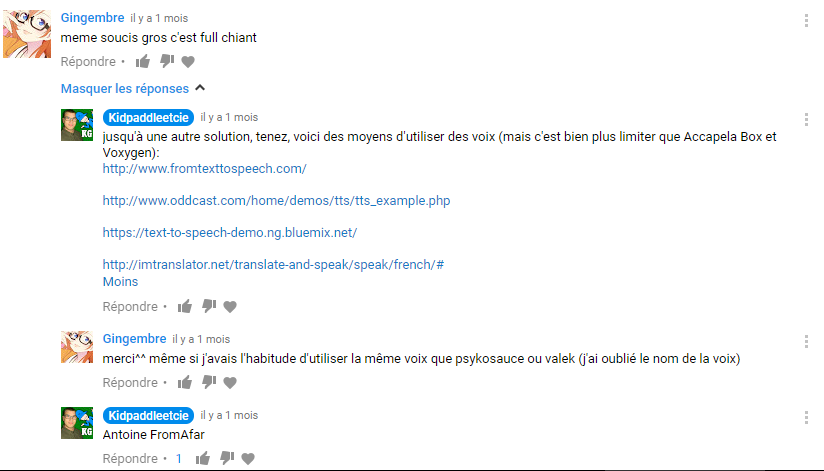 Gingembre il y a 1 mois
meme soucis gros c'est full chiant
Répondre •
Masquer les réponses
Kidpaddleetcie il y a 1 mois
jusqu'à une autre solution, tenez, voici des moyens d'utiliser des voix (mais c'est bien plus limiter que Accapela Box et
Voxygen):
http://www.fromtexttospeech.com/
http://www.oddcast.com/home/demos/tts/tts_example.php
https://text-to-speech-demo.ng.bluemix.net/
http://imtranslator.net/translate-and-speak/speak/french/#
Moins
Répondre •
Gingembre il y a 1 mois
merci^^ même si j'avais l'habitude d'utiliser la même voix que psykosauce ou valek (j'ai oublié le nom de la voix)
Répondre •
Kidpaddleetcie il y a 1 mois
Antoine FromAfar
Répondre • 1
KG
KG